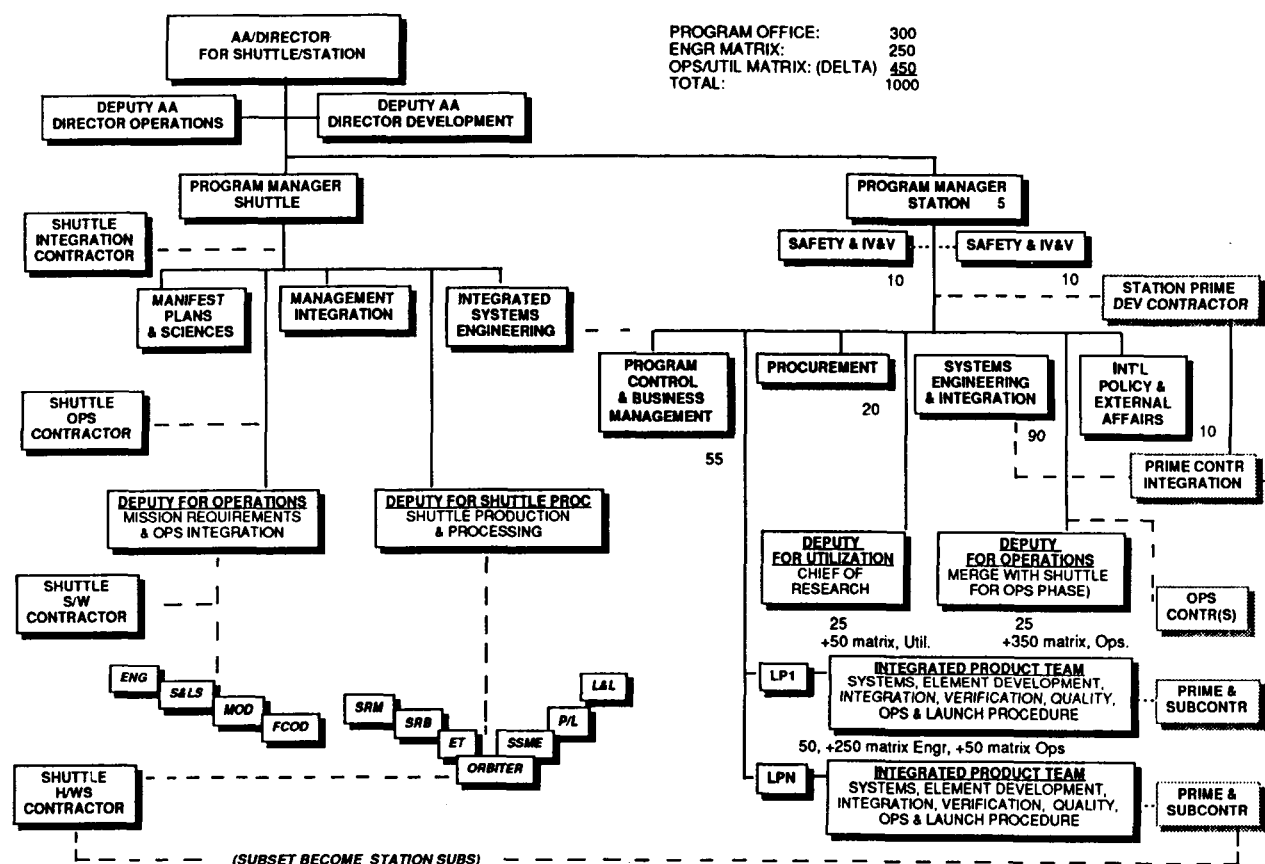 AA/DIRECTOR
FOR SHUTTLE/STATION
PROGRAM OFFICE: 300
ENGR MATRIX: 250
OPS/UTIL MATRIX: (DELTA) 450
TOTAL: 1000
DEPUTY AA
DIRECTOR OPERATIONS
DEPUTY AA
DIRECTOR DEVELOPMENT
PROGRAM MANAGER
SHUTTLE
PROGRAM MANAGER
STATION 5
SHUTTLE
INTEGRATION
CONTRACTOR
SAFETY & IV&V
10
SAFETY & IV&V
10
STATION PRIME
DEV CONTRACTOR
MANIFEST
PLANS
& SCIENCES
MANAGEMENT
INTEGRATION
INTEGRATED
SYSTEMS
ENGINEERING
PROGRAM
CONTROL
& BUSINESS
MANAGEMENT
55
PROCUREMENT
20
SYSTEMS
ENGINEERING
& INTEGRATION
90
INT'L
POLICY &
EXTERNAL
AFFAIRS
10
SHUTTLE
OPS
CONTRACTOR
PRIME CONTR
INTEGRATION
DEPUTY FOR OPERATIONS
MISSION REQUIREMENTS
& OPS INTEGRATION
DEPUTY FOR SHUTTLE PROC
SHUTTLE PRODUCTION
& PROCESSING
DEPUTY
FOR UTILIZATION
CHIEF OF
RESEARCH
25
+50 matrix, Util.
DEPUTY
FOR OPERATIONS
MERGE WITH SHUTTLE
FOR OPS PHASE)
25
+350 matrix, Ops.
OPS
CONTR(S)
SHUTTLE
S/W
CONTRACTOR
ENG
S&LS
MOD
FCOD
SRM
SRB
ET
ORBITER
SSME
P/L
L&L
LP1
INTEGRATED PRODUCT TEAM
SYSTEMS, ELEMENT DEVELOPMENT,
INTEGRATION, VERIFICATION, QUALITY,
OPS & LAUNCH PROCEDURE
PRIME &
SUBCONTR
50, +250 matrix Engr, +50 matrix Ops
LPN
INTEGRATED PRODUCT TEAM
SYSTEMS, ELEMENT DEVELOPMENT,
INTEGRATION, VERIFICATION, QUALITY,
OPS & LAUNCH PROCEDURE
PRIME &
SUBCONTR
SHUTTLE
H/WS
CONTRACTOR
(SUBSET BECOME STATION SUBS)